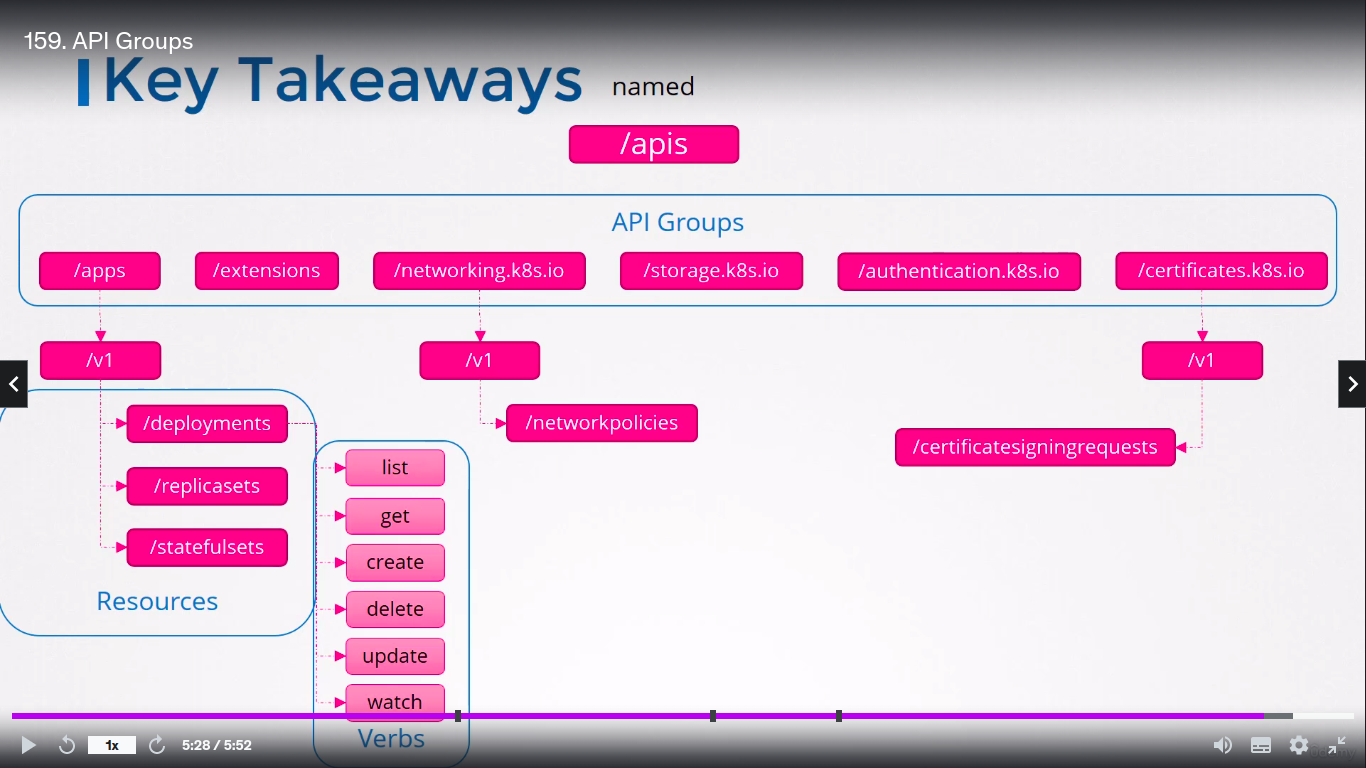 159. API Groups
Key Takeaways
named
/apis
API Groups
/apps
/extensions
/networking.k8s.io
/storage.k8s.io
/authentication.k8s.io
/certificates.k8s.io
/v1
/v1
/v1
/deployments
/networkpolicies
/certificatesigningrequests
/replicasets
/statefulsets
Resources
list
get
create
delete
update
watch
Verbs
1x
5:28 / 5:52